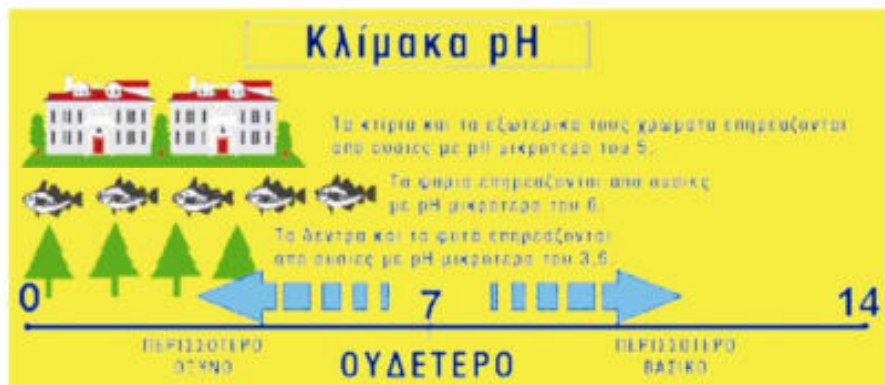 Κλίμακα pH
Τα κτίρια και τα εξωτερικά τους χρώματα επηρεάζονται
από ουσίες με pH μικρότερο του 5.
Τα ψάρια επηρεάζονται από ουσίες
με pH μικρότερο του 6.
Τα δέντρα και τα φυτά επηρεάζονται
από ουσίες με pH μικρότερο του 3,5.
0 7 14
ΠΕΡΙΣΣΟΤΕΡΟ ΟΥΔΕΤΕΡΟ ΠΕΡΙΣΣΟΤΕΡΟ
ΟΞΥΝΟ ΒΑΣΙΚΟ